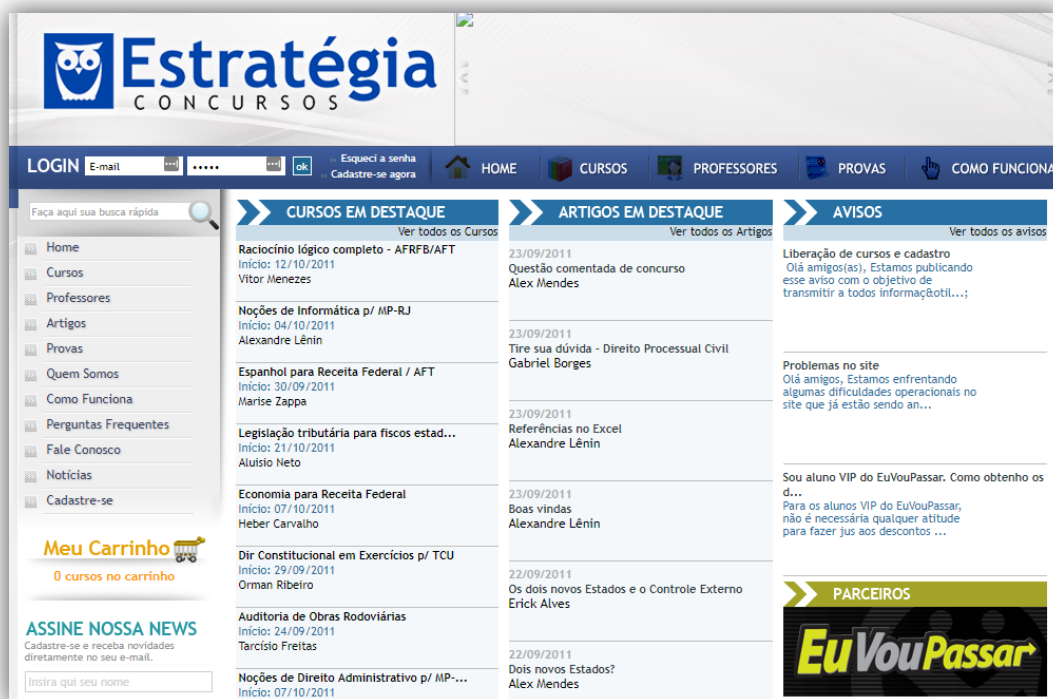 Estratégia
CONCURSOS
LOGIN
E-mail
•••••
ok
Esqueci a senha
Cadastre-se agora
HOME
CURSOS
PROFESSORES
PROVAS
COMO FUNCIONA
Faça aqui sua busca rápida
Home
Cursos
Professores
Artigos
Provas
Quem Somos
Como Funciona
Perguntas Frequentes
Fale Conosco
Notícias
Cadastre-se
Meu Carrinho
0 cursos no carrinho
ASSINE NOSSA NEWS
Cadastre-se e receba novidades
diretamente no seu e-mail.
Insira qui seu nome
CURSOS EM DESTAQUE
Ver todos os Cursos
Raciocínio lógico completo - AFRFB/AFT
Início: 12/10/2011
Vitor Menezes
Noções de Informática p/ MP-RJ
Início: 04/10/2011
Alexandre Lênin
Espanhol para Receita Federal / AFT
Início: 30/09/2011
Marise Zappa
Legislação tributária para fiscos estad...
Início: 21/10/2011
Aluisio Neto
Economia para Receita Federal
Início: 07/10/2011
Heber Carvalho
Dir Constitucional em Exercícios p/ TCU
Início: 29/09/2011
Orman Ribeiro
Auditoria de Obras Rodoviárias
Início: 24/09/2011
Tarcísio Freitas
Noções de Direito Administrativo p/ MP-...
Início: 07/10/2011
ARTIGOS EM DESTAQUE
Ver todos os Artigos
23/09/2011
Questão comentada de concurso
Alex Mendes
23/09/2011
Tire sua dúvida - Direito Processual Civil
Gabriel Borges
23/09/2011
Referências no Excel
Alexandre Lênin
23/09/2011
Boas vindas
Alexandre Lênin
22/09/2011
Os dois novos Estados e o Controle Externo
Erick Alves
22/09/2011
Dois novos Estados?
Alex Mendes
AVISOS
Ver todos os avisos
Liberação de cursos e cadastro
Olá amigos(as), Estamos publicando
esse aviso com o objetivo de
transmitir a todos informaç&otil...;
Problemas no site
Olá amigos, Estamos enfrentando
algumas dificuldades operacionais no
site que já estão sendo an...
Sou aluno VIP do EuVouPassar. Como obtenho os
d...
Para os alunos VIP do EuVouPassar,
não é necessária qualquer atitude
para fazer jus aos descontos ...
PARCEIROS
EuVouPassar